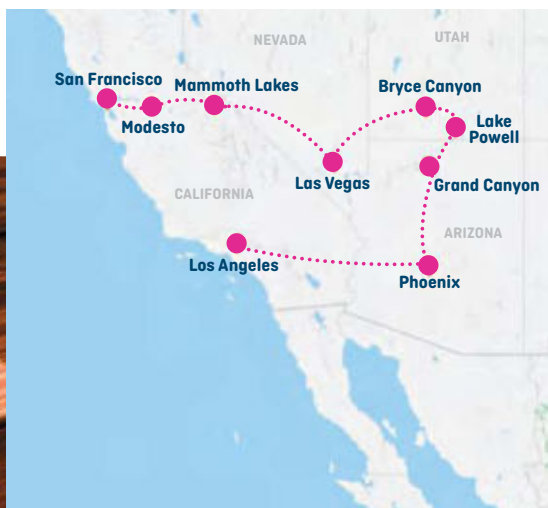 NEVADA
UTAH
San Francisco
Mammoth Lakes
Bryce Canyon
Modesto
Lake
Powell
Las Vegas
Grand Canyon
CALIFORNIA
ARIZONA
Los Angeles
Phoenix